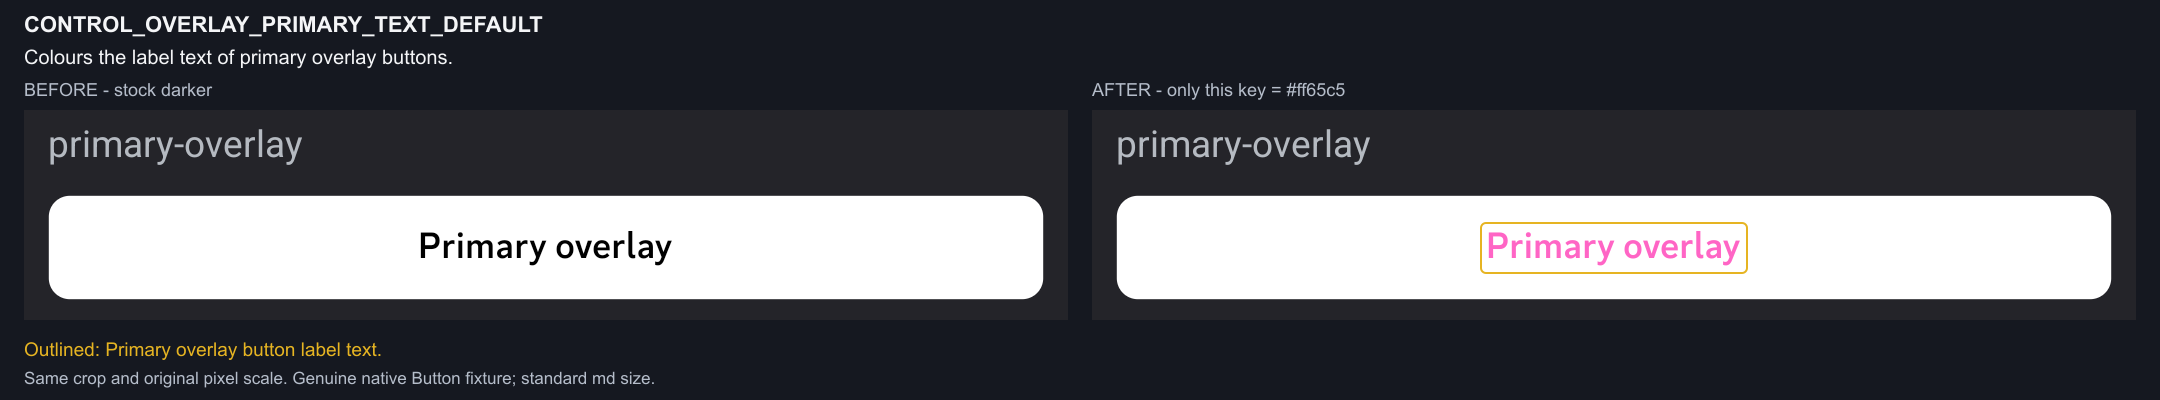 CONTROL_OVERLAY_PRIMARY_TEXT_DEFAULT
Colours the label text of primary overlay buttons.
BEFORE - stock darker
AFTER - only this key = #ff65c5
primary-overlay
primary-overlay
Primary overlay
Primary overlay
Outlined: Primary overlay button label text.
Same crop and original pixel scale. Genuine native Button fixture; standard md size.